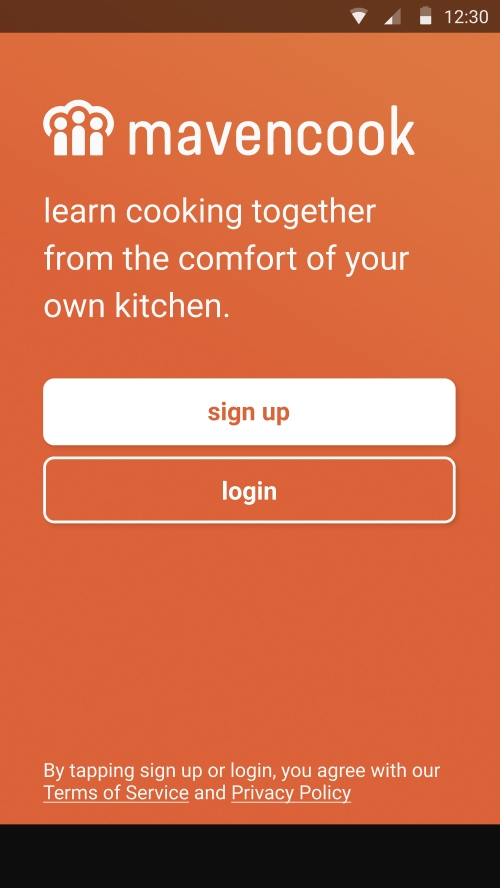 12:30
mavencook
learn cooking together
from the comfort of your
own kitchen.
sign up
login
By tapping sign up or login, you agree with our
Terms of Service and Privacy Policy